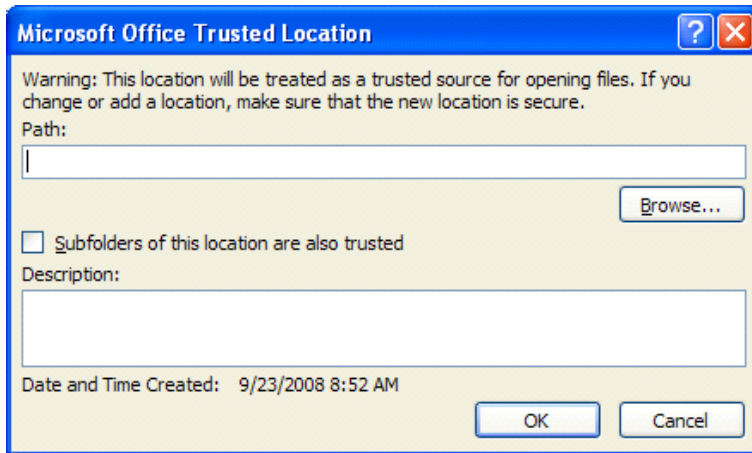 Microsoft Office Trusted Location
Warning: This location will be treated as a trusted source for opening files. If you
change or add a location, make sure that the new location is secure.
Path:
Browse...
Subfolders of this location are also trusted
Description:
Date and Time Created: 9/23/2008 8:52 AM
OK Cancel